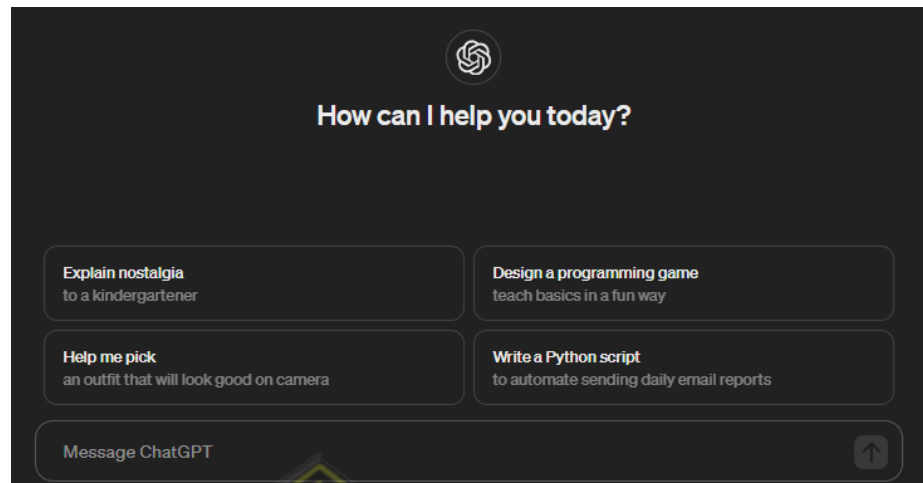 How can I help you today?
Explain nostalgia
to a kindergartener
Design a programming game
teach basics in a fun way
Help me pick
an outfit that will look good on camera
Write a Python script
to automate sending daily email reports
Message ChatGPT